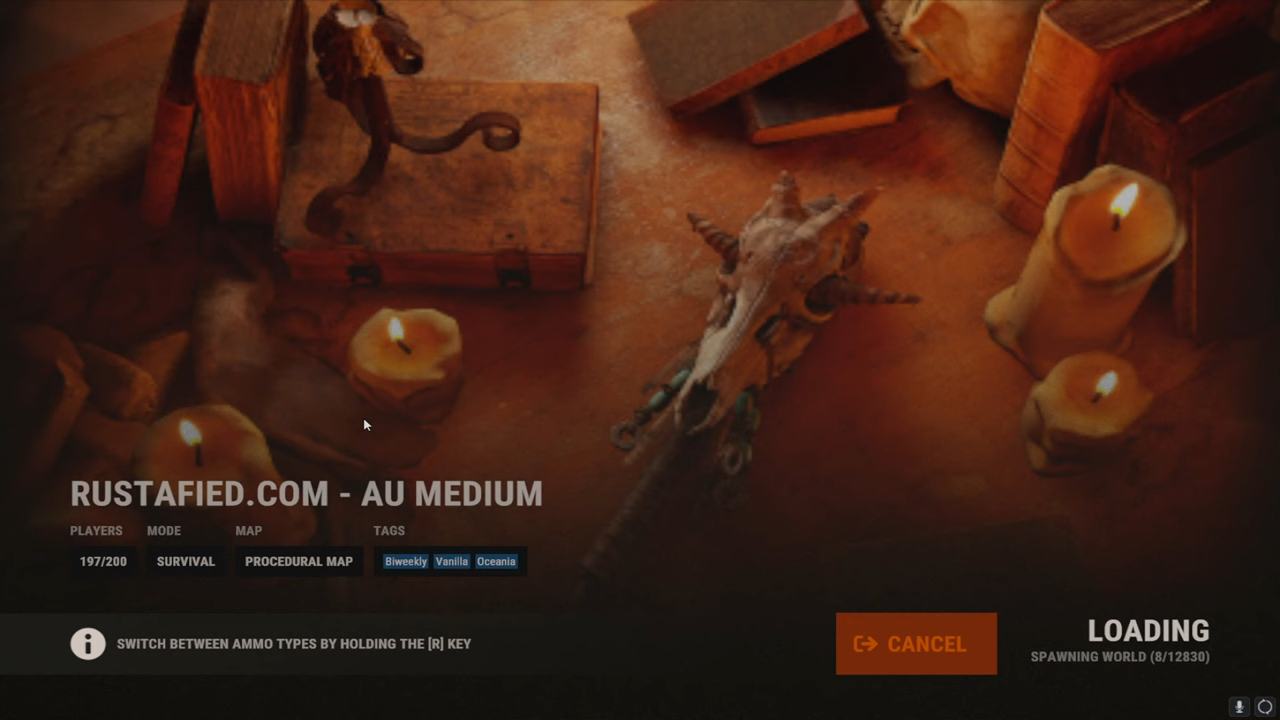 RUSTAFIED.COM - AU MEDIUM
PLAYERS MODE MAP TAGS
197/200 SURVIVAL PROCEDURAL MAP Biweekly Vanilla Oceania
SWITCH BETWEEN AMMO TYPES BY HOLDING THE [R] KEY
CANCEL
LOADING
SPAWNING WORLD (8/12830)